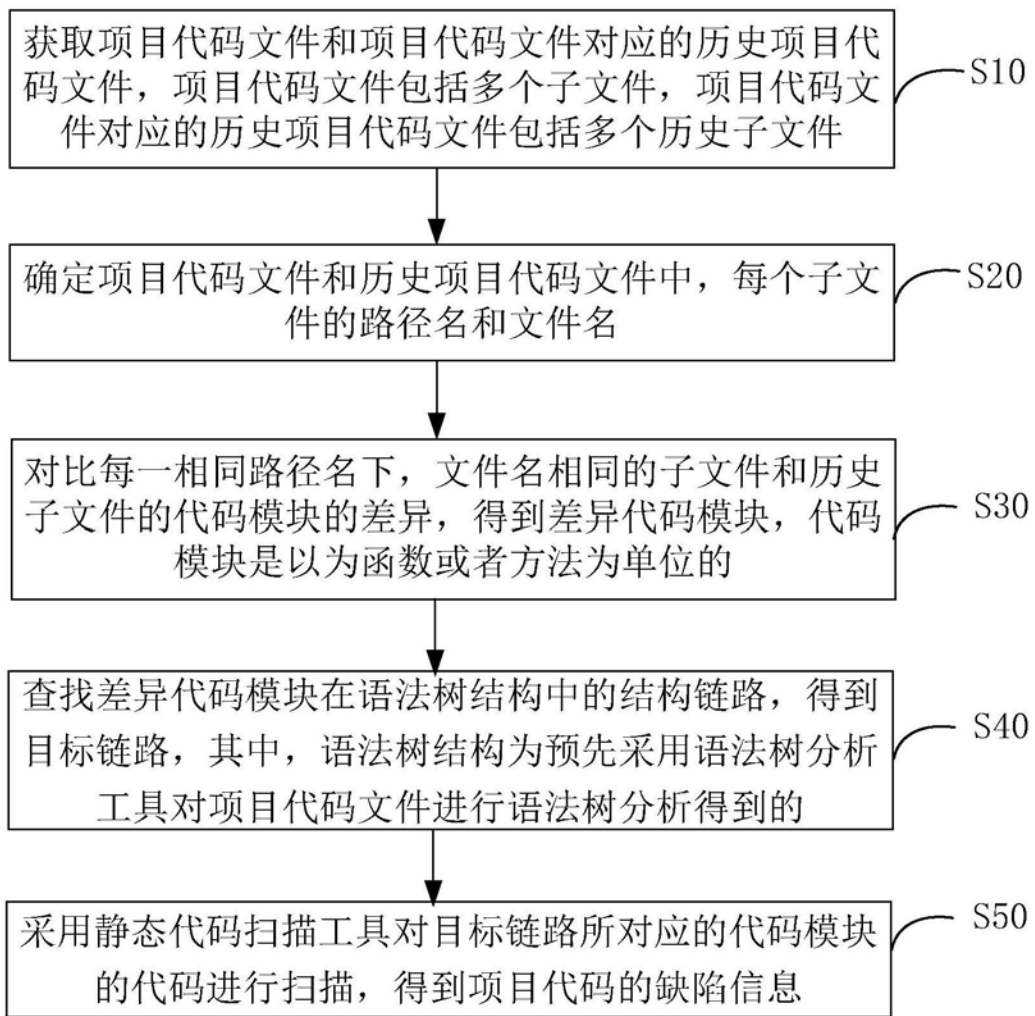 获取项目代码文件和项目代码文件对应的历史项目代
码文件，项目代码文件包括多个子文件，项目代码文
件对应的历史项目代码文件包括多个历史子文件
S10
确定项目代码文件和历史项目代码文件中，每个子文
件的路径名和文件名
S20
对比每一相同路径名下，文件名相同的子文件和历史
子文件的代码模块的差异，得到差异代码模块，代码
模块是以为函数或者方法为单位的
S30
查找差异代码模块在语法树结构中的结构链路，得到
目标链路，其中，语法树结构为预先采用语法树分析
工具对项目代码文件进行语法树分析得到的
S40
采用静态代码扫描工具对目标链路所对应的代码模块
的代码进行扫描，得到项目代码的缺陷信息
S50